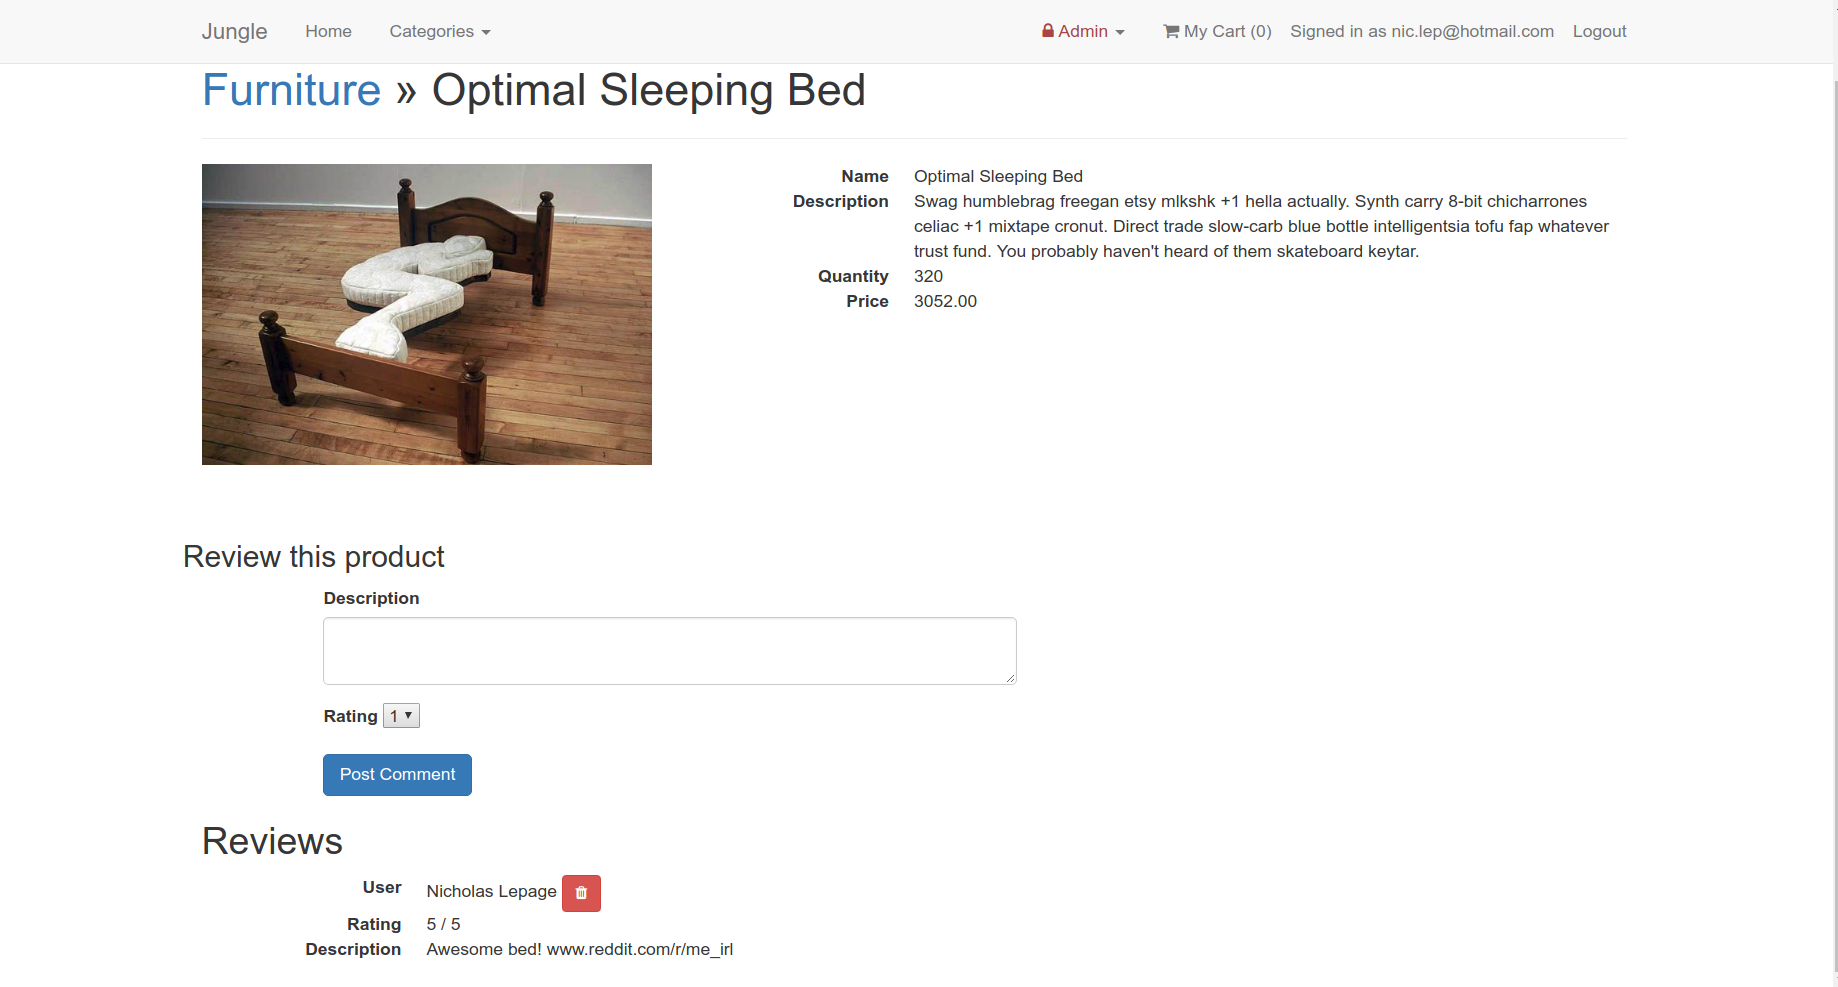 Jungle Home Categories Admin My Cart (0) Signed in as nic.lep@hotmail.com Logout
Furniture » Optimal Sleeping Bed
Name Optimal Sleeping Bed
Description Swag humblebrag freegan etsy mlkshk +1 hella actually. Synth carry 8-bit chicharrones
celiac +1 mixtape cronut. Direct trade slow-carb blue bottle intelligentsia tofu fap whatever
trust fund. You probably haven't heard of them skateboard keytar.
Quantity 320
Price 3052.00
Review this product
Description
Rating 1
Post Comment
Reviews
User Nicholas Lepage
Rating 5 / 5
Description Awesome bed! www.reddit.com/r/me_irl